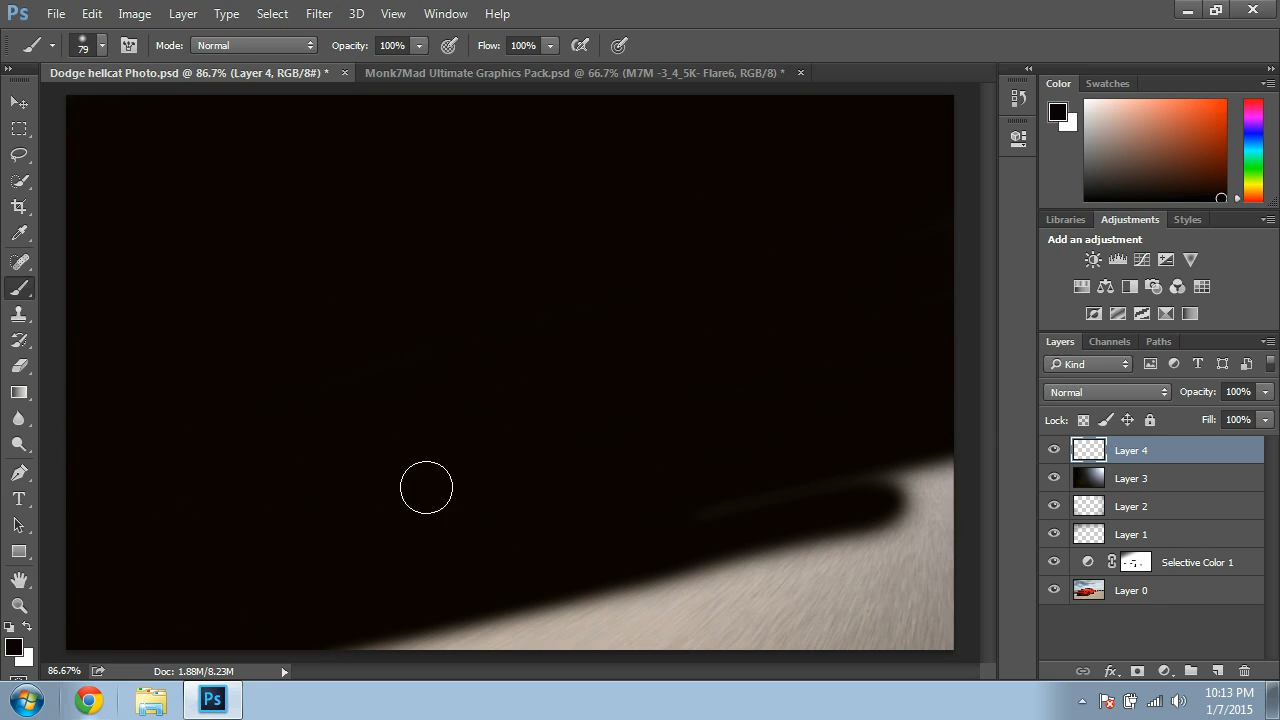 Ps File Edit Image Layer Type Select Filter 3D View Window Help
79 Mode: Normal Opacity: 100% Flow: 100%
Dodge hellcat Photo.psd @ 86.7% (Layer 4, RGB/8#) * × Monk7Mad Ultimate Graphics Pack.psd @ 66.7% (M7M -3_4_5K- Flare6, RGB/8) * ×
Color Swatches
Libraries Adjustments Styles
Add an adjustment
Layers Channels Paths
Kind
Normal Opacity: 100%
Lock: Fill: 100%
Layer 4
Layer 3
Layer 2
Layer 1
Selective Color 1
Layer 0
86.67% Doc: 1.88M/8.23M
Ps 10:13 PM
1/7/2015